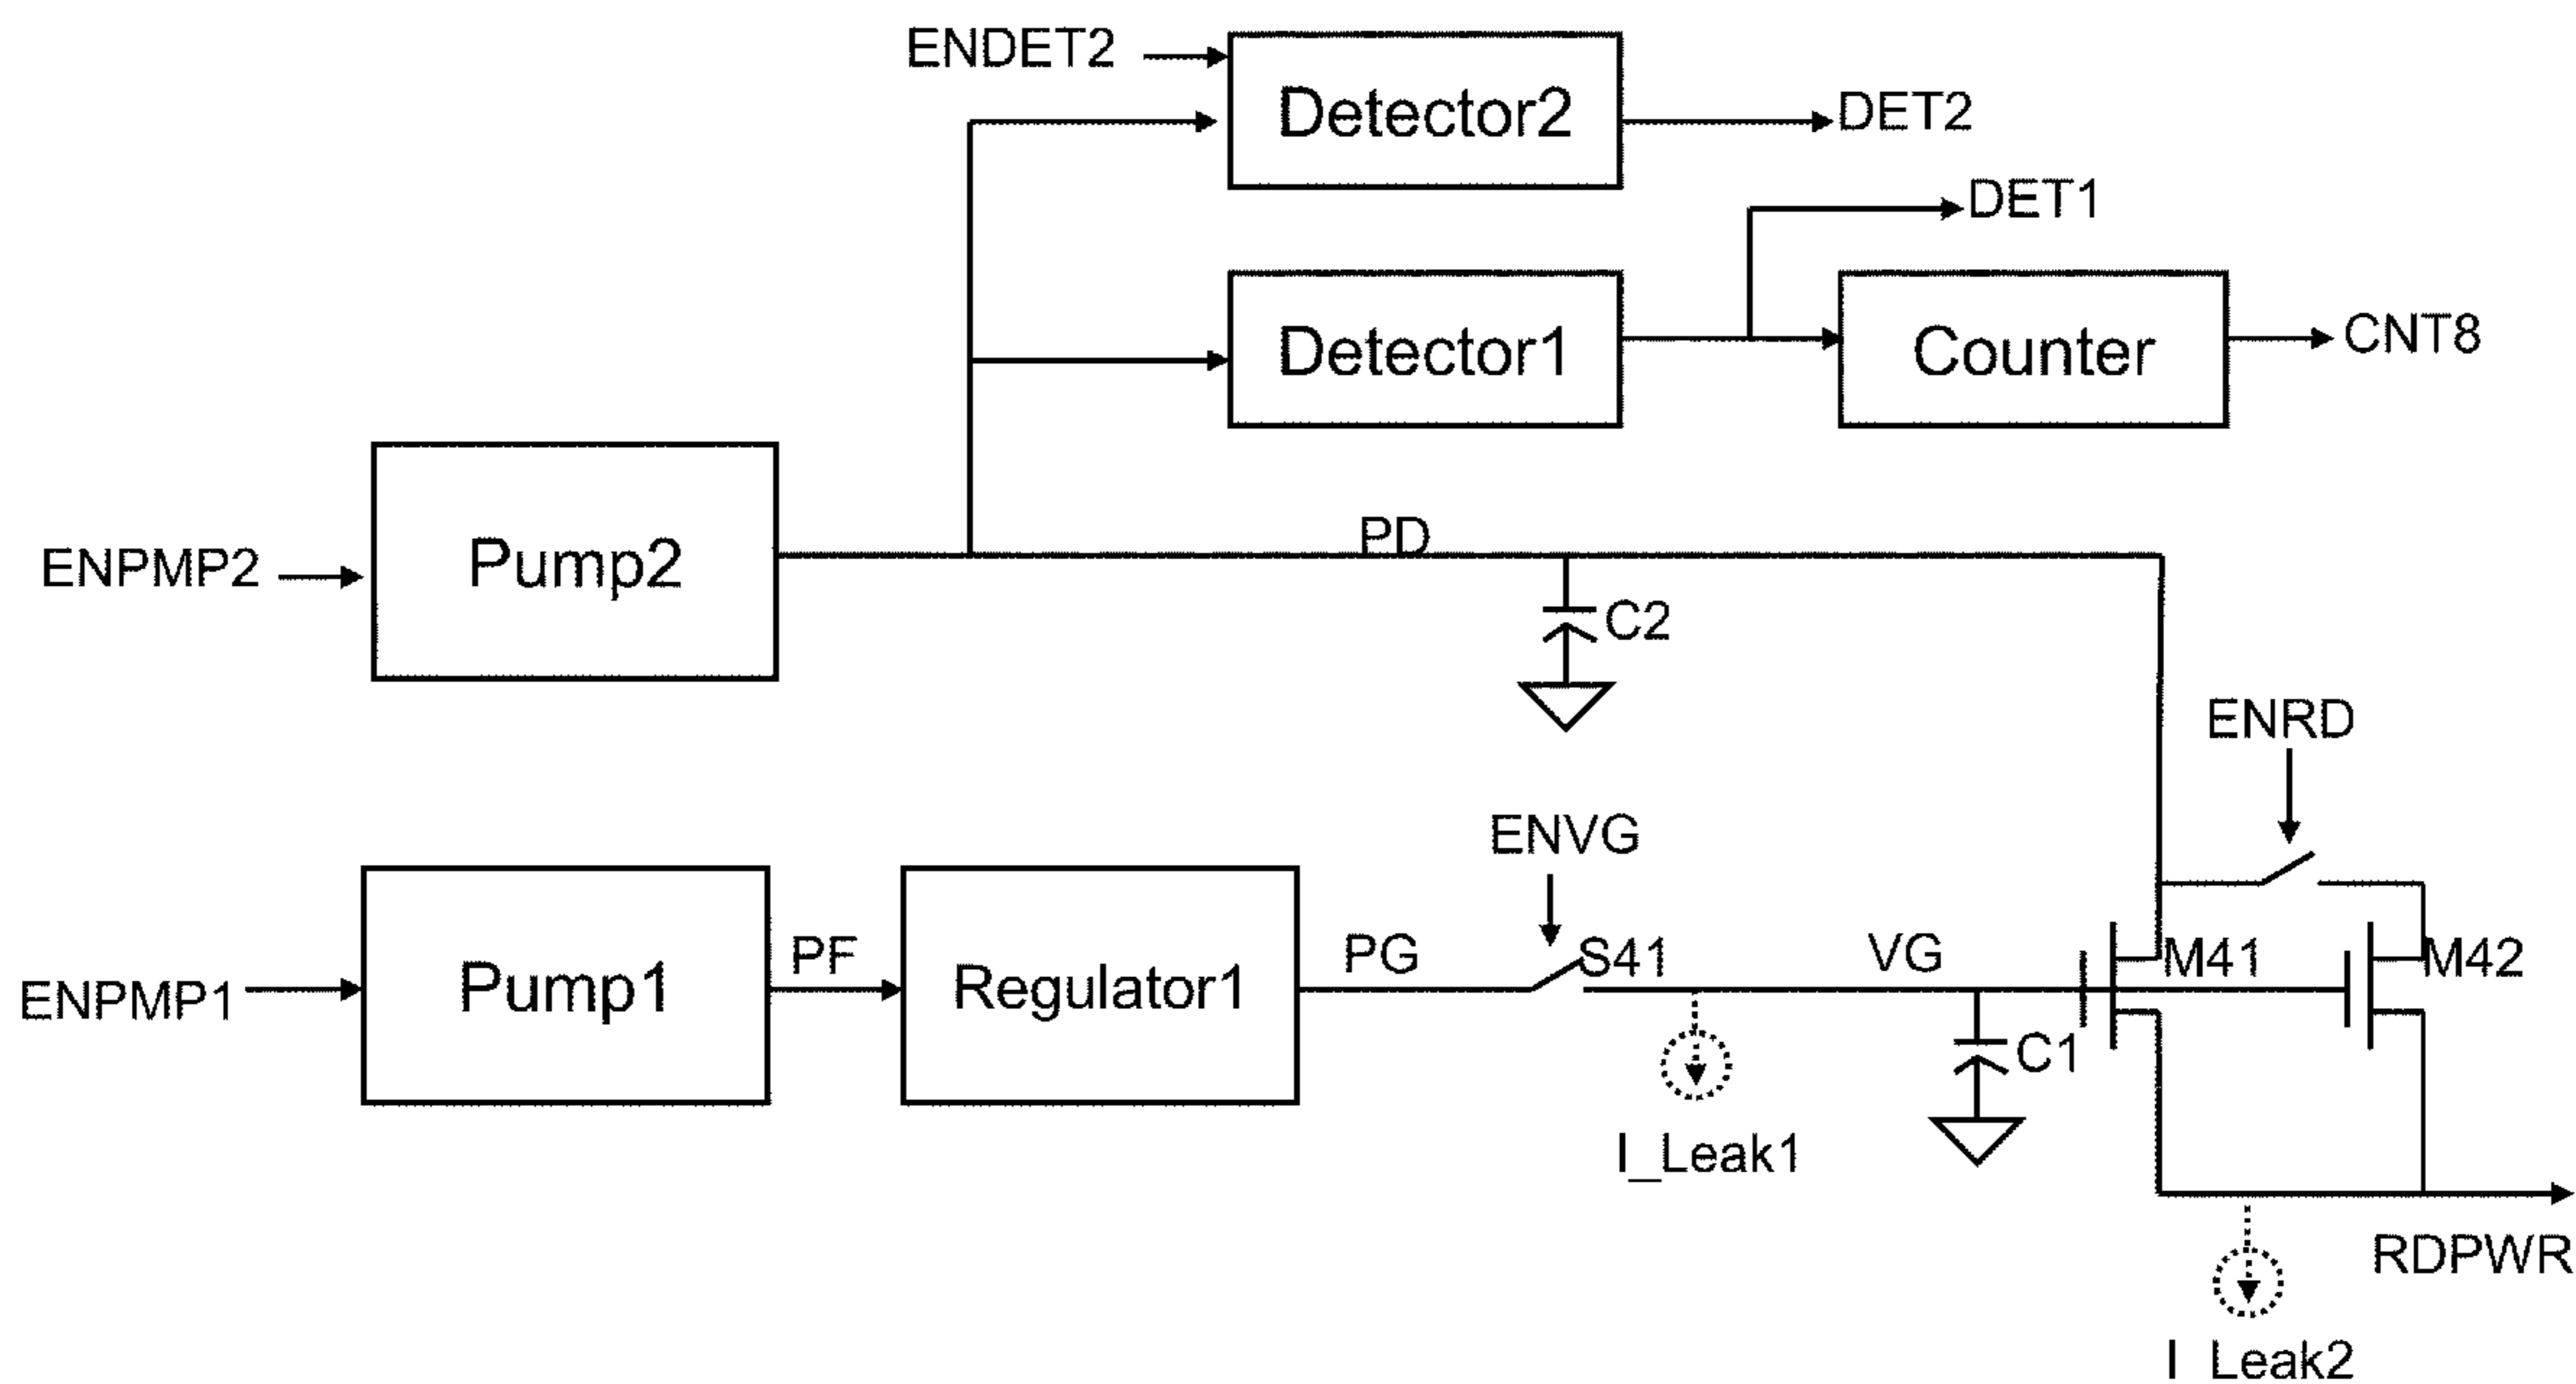 ENDET2
Detector2
DET2
DET1
Detector1
Counter
CNT8
PD
Pump2
ENPMP2
C2
ENRD
ENVG
Pump1
PF
Regulator1
PG
S41
VG
M41
M42
ENPMP1
C1
I_Leak1
RDPWR
I Leak2